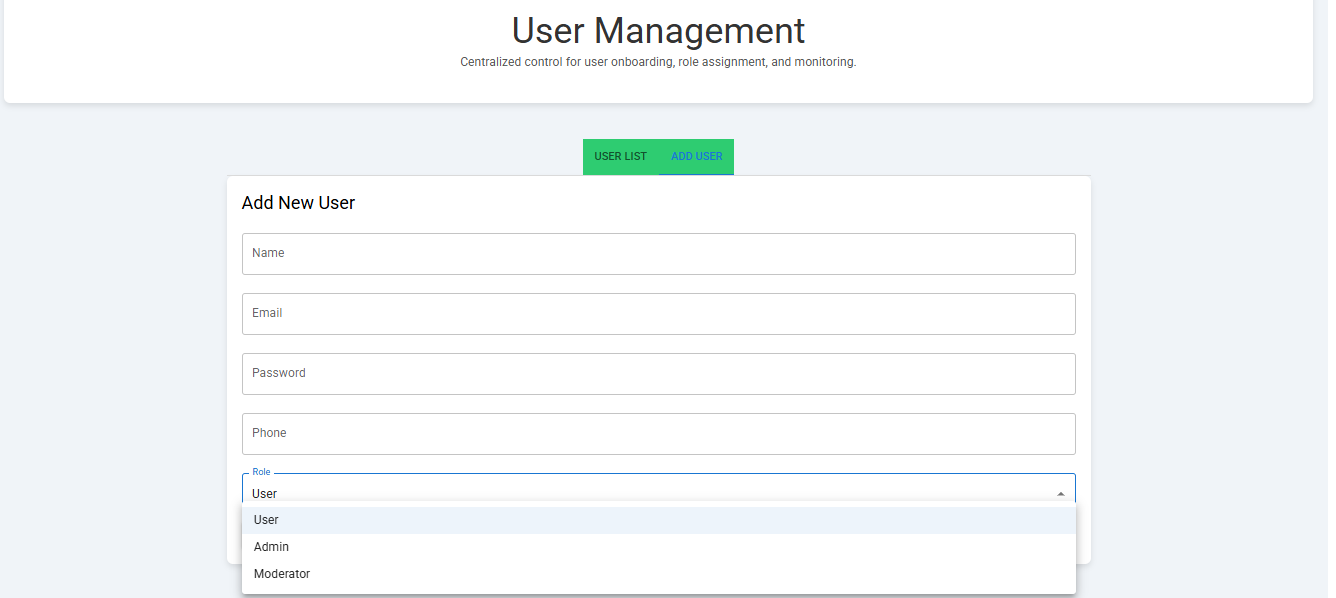 User Management
Centralized control for user onboarding, role assignment, and monitoring.
USER LIST ADD USER
Add New User
Name
Email
Password
Phone
Role
User
User
Admin
Moderator